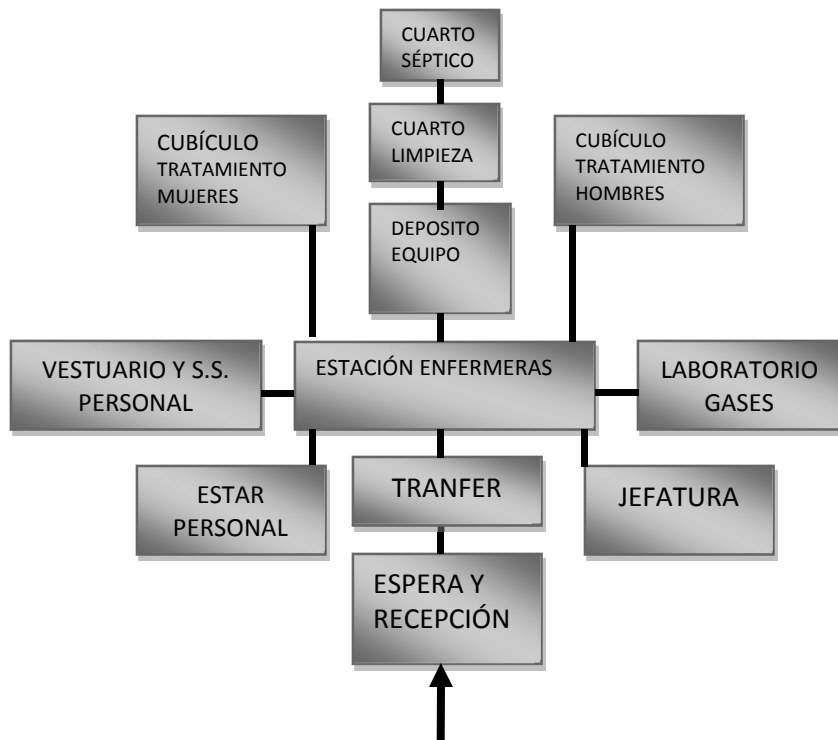 CUARTO
SÉPTICO
CUBÍCULO
TRATAMIENTO
MUJERES
CUARTO
LIMPIEZA
CUBÍCULO
TRATAMIENTO
HOMBRES
DEPOSITO
EQUIPO
VESTUARIO Y S.S.
PERSONAL
ESTACIÓN ENFERMERAS
LABORATORIO
GASES
ESTAR
PERSONAL
TRANFER
JEFATURA
ESPERA Y
RECEPCIÓN